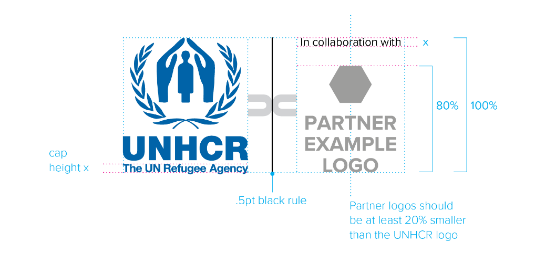 In collaboration with x
80% 100%
PARTNER
EXAMPLE
LOGO
UNHCR
The UN Refugee Agency
cap
height x
.5pt black rule
Partner logos should
be at least 20% smaller
than the UNHCR logo